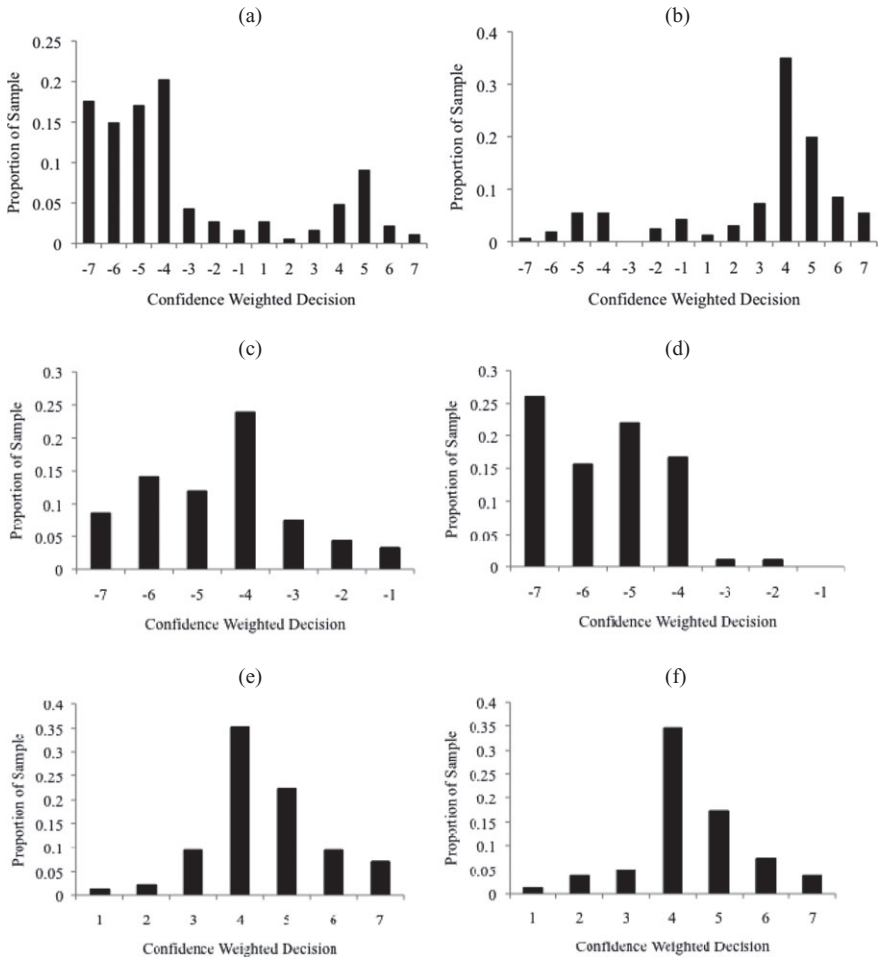 (a)
0.25
0.2
0.15
0.1
0.05
0
Proportion of Sample
-7 -6 -5 -4 -3 -2 -1 1 2 3 4 5 6 7
Confidence Weighted Decision
(b)
0.4
0.3
0.2
0.1
0
Proportion of Sample
-7 -6 -5 -4 -3 -2 -1 1 2 3 4 5 6 7
Confidence Weighted Decision
(c)
0.3
0.25
0.2
0.15
0.1
0.05
0
Proportion of Sample
-7 -6 -5 -4 -3 -2 -1
Confidence Weighted Decision
(d)
0.3
0.25
0.2
0.15
0.1
0.05
0
Proportion of Sample
-7 -6 -5 -4 -3 -2 -1
Confidence Weighted Decision
(e)
0.4
0.35
0.3
0.25
0.2
0.15
0.1
0.05
0
Proportion of Sample
1 2 3 4 5 6 7
Confidence Weighted Decision
(f)
0.4
0.35
0.3
0.25
0.2
0.15
0.1
0.05
0
Proportion of Sample
1 2 3 4 5 6 7
Confidence Weighted Decision